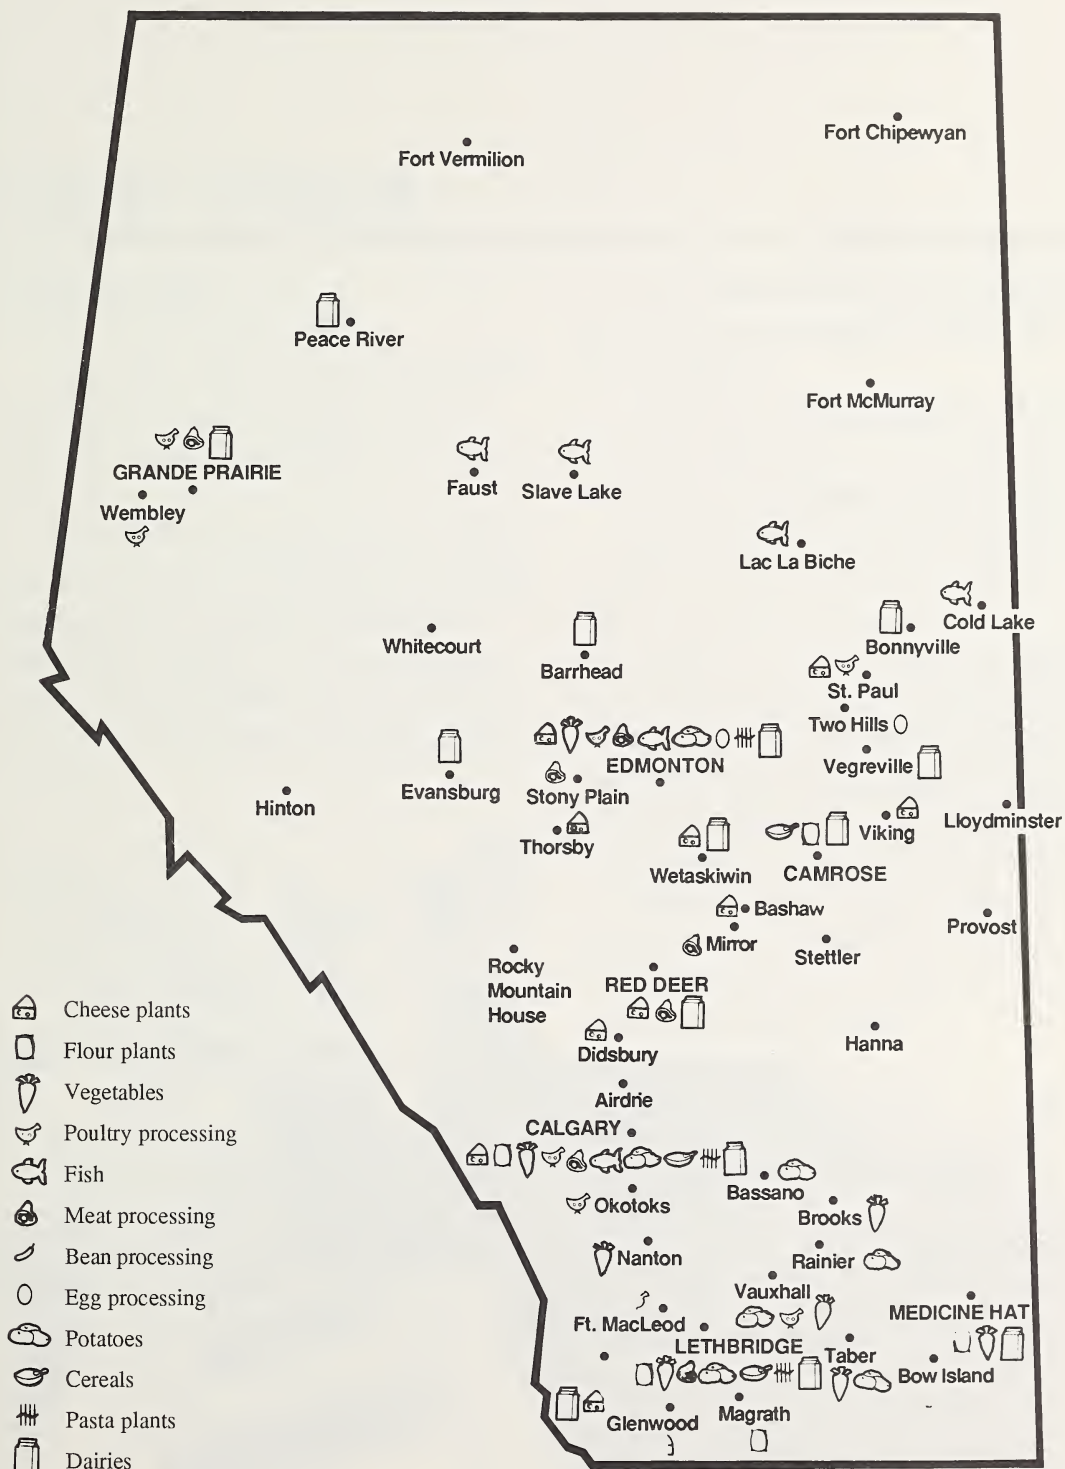 Fort Chipewyan
Fort Vermilion
Peace River
Fort McMurray
GRANDE PRAIRIE
Faust
Slave Lake
Wembley
Lac La Biche
Cold Lake
Whitecourt
Bonnyville
Barrhead
St. Paul
Two Hills
EDMONTON
Vegreville
Evansburg
Stony Plain
Hinton
Lloydminster
Viking
Thorsby
Wetaskiwin
CAMROSE
Bashaw
Provost
Mirror
Stettler
Rocky
Mountain
House
RED DEER
Didsbury
Hanna
Airdrie
CALGARY
Bassano
Okotoks
Brooks
Nanton
Rainier
Vauxhall
MEDICINE HAT
Ft. MacLeod
LETHBRIDGE
Taber
Bow Island
Glenwood
Magrath
Cheese plants
Flour plants
Vegetables
Poultry processing
Fish
Meat processing
Bean processing
Egg processing
Potatoes
Cereals
Pasta plants
Dairies